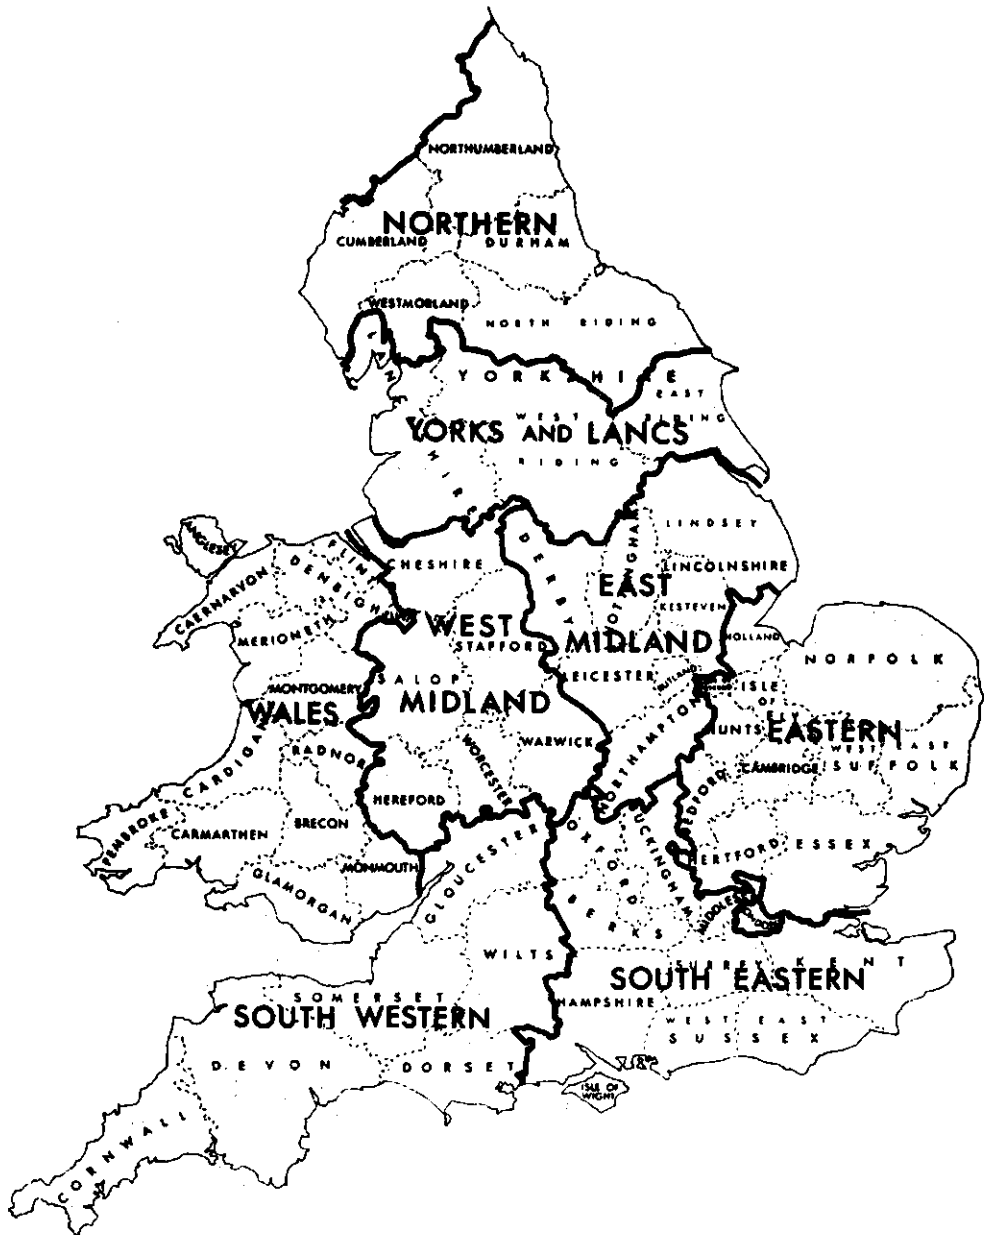 NORTHUMBERLAND
NORTHERN
CUMBERLAND
DURHAM
WESTMORLAND
NORTH RIDING
YORKSHIRE
EAST
RIDING
WEST
RIDING
YORKS AND LANCS
ANGLESEY
CAERNARVON
FLINT
DENBIGH
MERIONETH
CHESHIRE
DERBY
LINDSEY
LINCOLNSHIRE
KESTEVEN
HOLLAND
EAST
MIDLAND
WEST
MIDLAND
STAFFORD
SALOP
LEICESTER
RUTLAND
NORTHAMPTON
WARWICK
WORCESTER
HEREFORD
MONTGOMERY
WALES
RADNOR
CARDIGAN
PEMBROKE
CARMARTHEN
BRECON
GLAMORGAN
MONMOUTH
NORFOLK
ISLE
OF
ELY
HUNTS
EASTERN
CAMBRIDGE
WEST EAST
SUFFOLK
BEDFORD
HERTFORD
ESSEX
BUCKINGHAM
OXFORD
BERKS
GLOUCESTER
MIDDLESEX
LONDON
WILTS
SURREY
KENT
SOUTH EASTERN
HAMPSHIRE
WEST EAST
SUSSEX
SOMERSET
SOUTH WESTERN
DEVON
DORSET
ISLE OF
WIGHT
CORNWALL